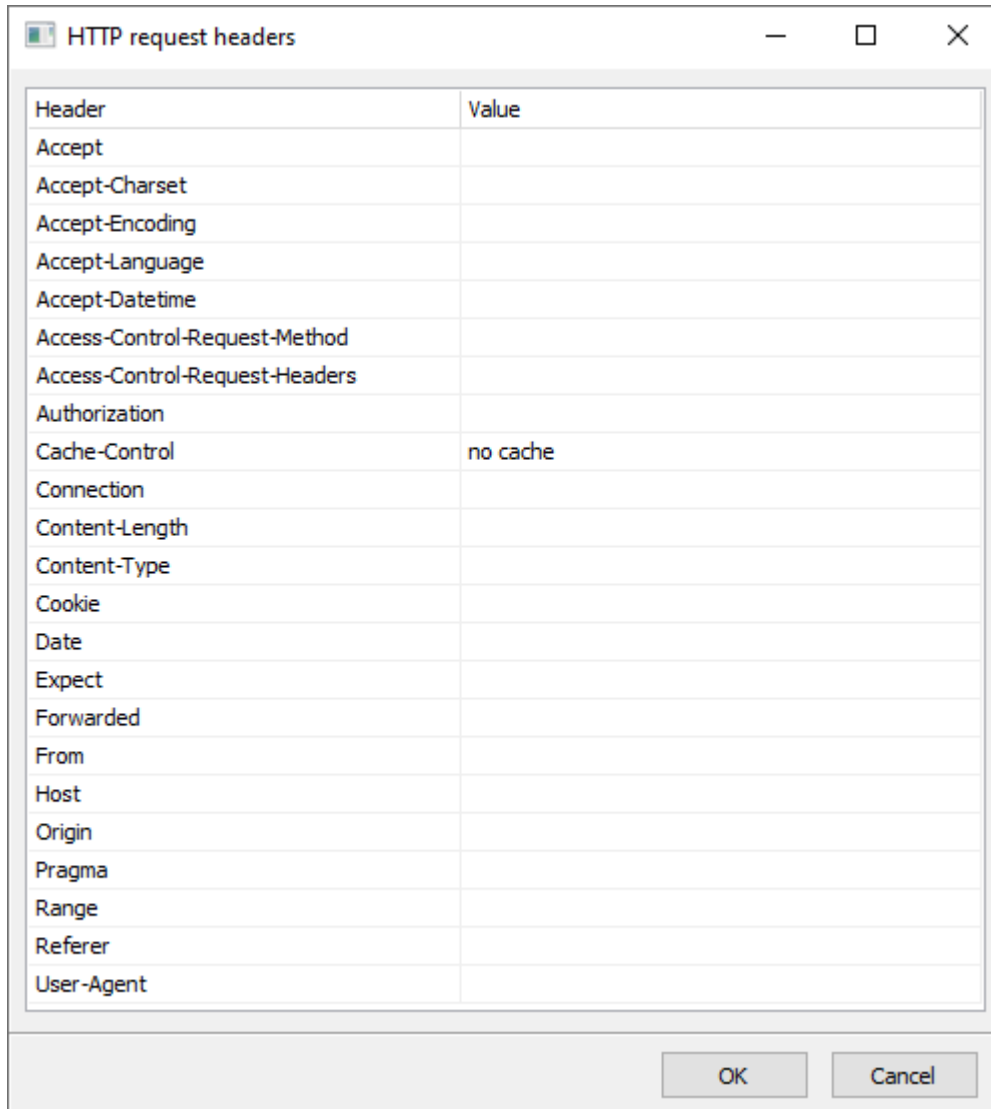 HTTP request headers
Header Value
Accept
Accept-Charset
Accept-Encoding
Accept-Language
Accept-Datetime
Access-Control-Request-Method
Access-Control-Request-Headers
Authorization
Cache-Control no cache
Connection
Content-Length
Content-Type
Cookie
Date
Expect
Forwarded
From
Host
Origin
Pragma
Range
Referer
User-Agent
OK Cancel